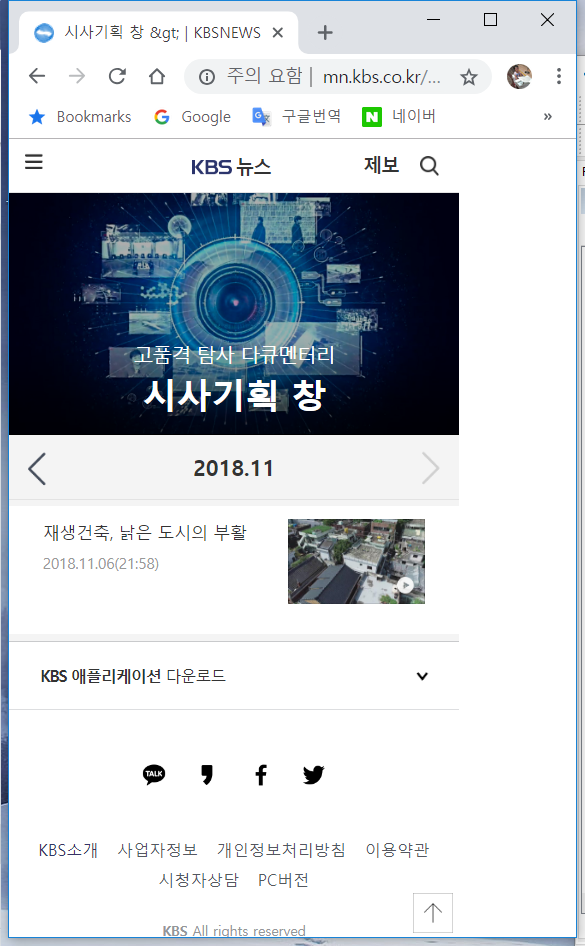 시사기획 창 &gt; | KBSNEWS
주의 요함 | mn.kbs.co.kr/...
Bookmarks Google 구글번역 네이버 »
KBS 뉴스 제보
고품격 탐사 다큐멘터리
시사기획 창
2018.11
재생건축, 낡은 도시의 부활
2018.11.06(21:58)
KBS 애플리케이션 다운로드
TALK
KBS소개 사업자정보 개인정보처리방침 이용약관
시청자상담 PC버전
KBS All rights reserved